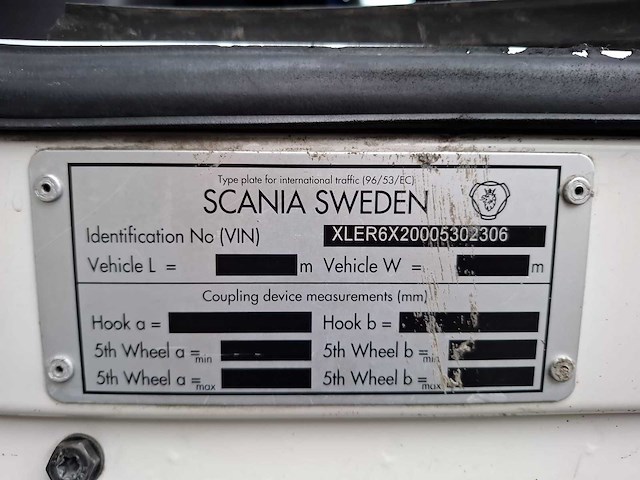 Type plate for international traffic (96/53/EC)
SCANIA SWEDEN
Identification No (VIN) XLER6X20005302306
Vehicle L = m Vehicle W = m
Coupling device measurements (mm)
Hook a = Hook b =
5th Wheel a = min 5th Wheel b = min
5th Wheel a = max 5th Wheel b = max